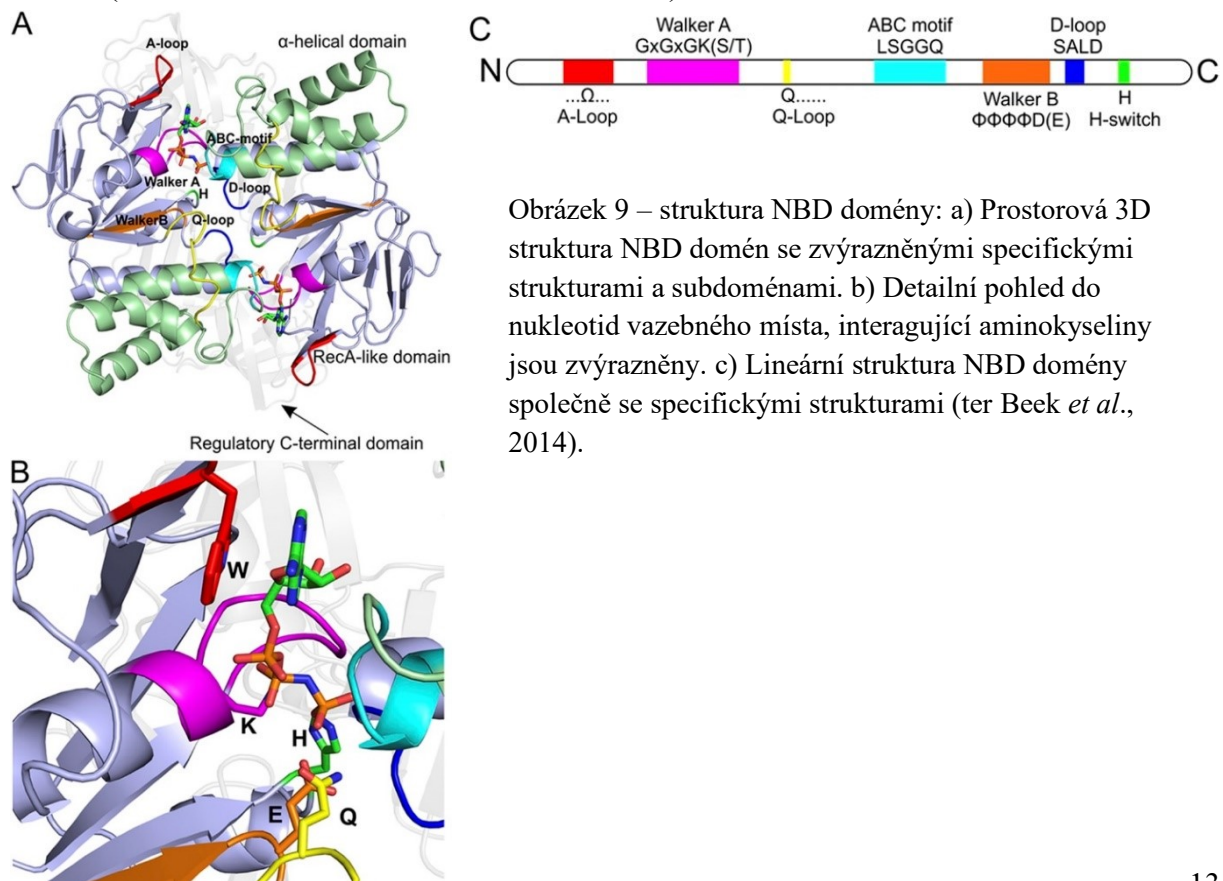 A
A-loop
α-helical domain
ABC-motif
Walker A
H
D-loop
WalkerB
Q-loop
RecA-like domain
Regulatory C-terminal domain
B
W
K
H
E
Q
C
Walker A
GxGxGK(S/T)
ABC motif
LSGGQ
D-loop
SALD
N
C
...Ω...
A-Loop
Q......
Q-Loop
Walker B
ΦΦΦΦD(E)
H
H-switch
Obrázek 9 – struktura NBD domény: a) Prostorová 3D
struktura NBD domén se zvýrazněnými specifickými
strukturami a subdoménami. b) Detailní pohled do
nukleotid vazebného místa, interagující aminokyseliny
jsou zvýrazněny. c) Lineární struktura NBD domény
společně se specifickými strukturami (ter Beek et al.,
2014).